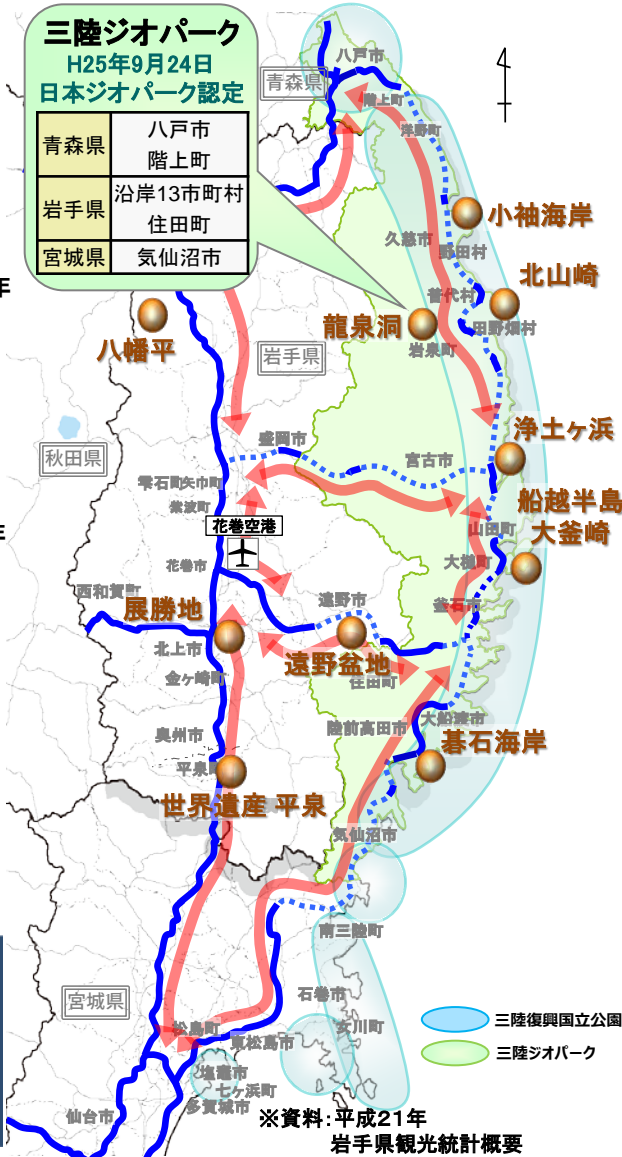 三陸ジオパーク
H25年9月24日
日本ジオパーク認定
青森県
八戸市
階上町
岩手県
沿岸13市町村
住田町
宮城県
気仙沼市
青森県
八戸市
階上町
洋野町
小袖海岸
久慈市
野田村
北山崎
普代村
田野畑村
年
龍泉洞
岩泉町
八幡平
岩手県
浄土ヶ浜
盛岡市
宮古市
秋田県
雫石町
矢巾町
紫波町
船越半島
大釜崎
山田町
年
花巻空港
大槌町
花巻市
西和賀町
遠野市
釜石市
展勝地
北上市
遠野盆地
住田町
金ヶ崎町
陸前高田市
大船渡市
奥州市
碁石海岸
平泉町
世界遺産 平泉
気仙沼市
南三陸町
宮城県
石巻市
女川町
三陸復興国立公園
松島町
東松島市
三陸ジオパーク
塩竈市
七ヶ浜町
多賀城市
仙台市
※資料：平成21年
岩手県観光統計概要